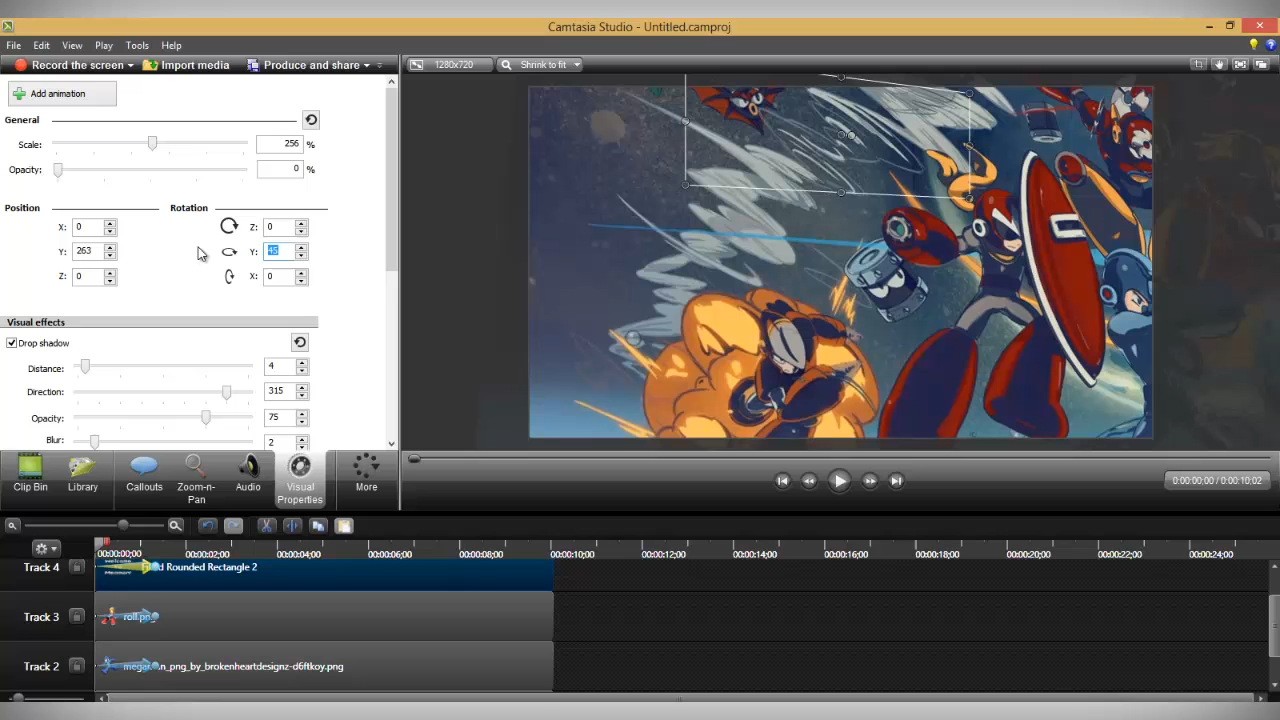 Camtasia Studio - Untitled.camproj
File Edit View Play Tools Help
Record the screen Import media Produce and share 1280x720 Shrink to fit
Add animation
General
Scale: 256 %
Opacity: 0 %
Position Rotation
X: 0 Z: 0
Y: 263 Y: 45
Z: 0 X: 0
Visual effects
Drop shadow
Distance: 4
Direction: 315
Opacity: 75
Blur: 2
Clip Bin Library Callouts Zoom-n-Pan Audio Visual Properties More
0:00:00;00 / 0:00:10;02
00:00:00;00 00:00:02;00 00:00:04;00 00:00:06;00 00:00:08;00 00:00:10;00 00:00:12;00 00:00:14;00 00:00:16;00 00:00:18;00 00:00:20;00 00:00:22;00 00:00:24;00
Track 4 Rounded Rectangle 2
Track 3 roll.png
Track 2